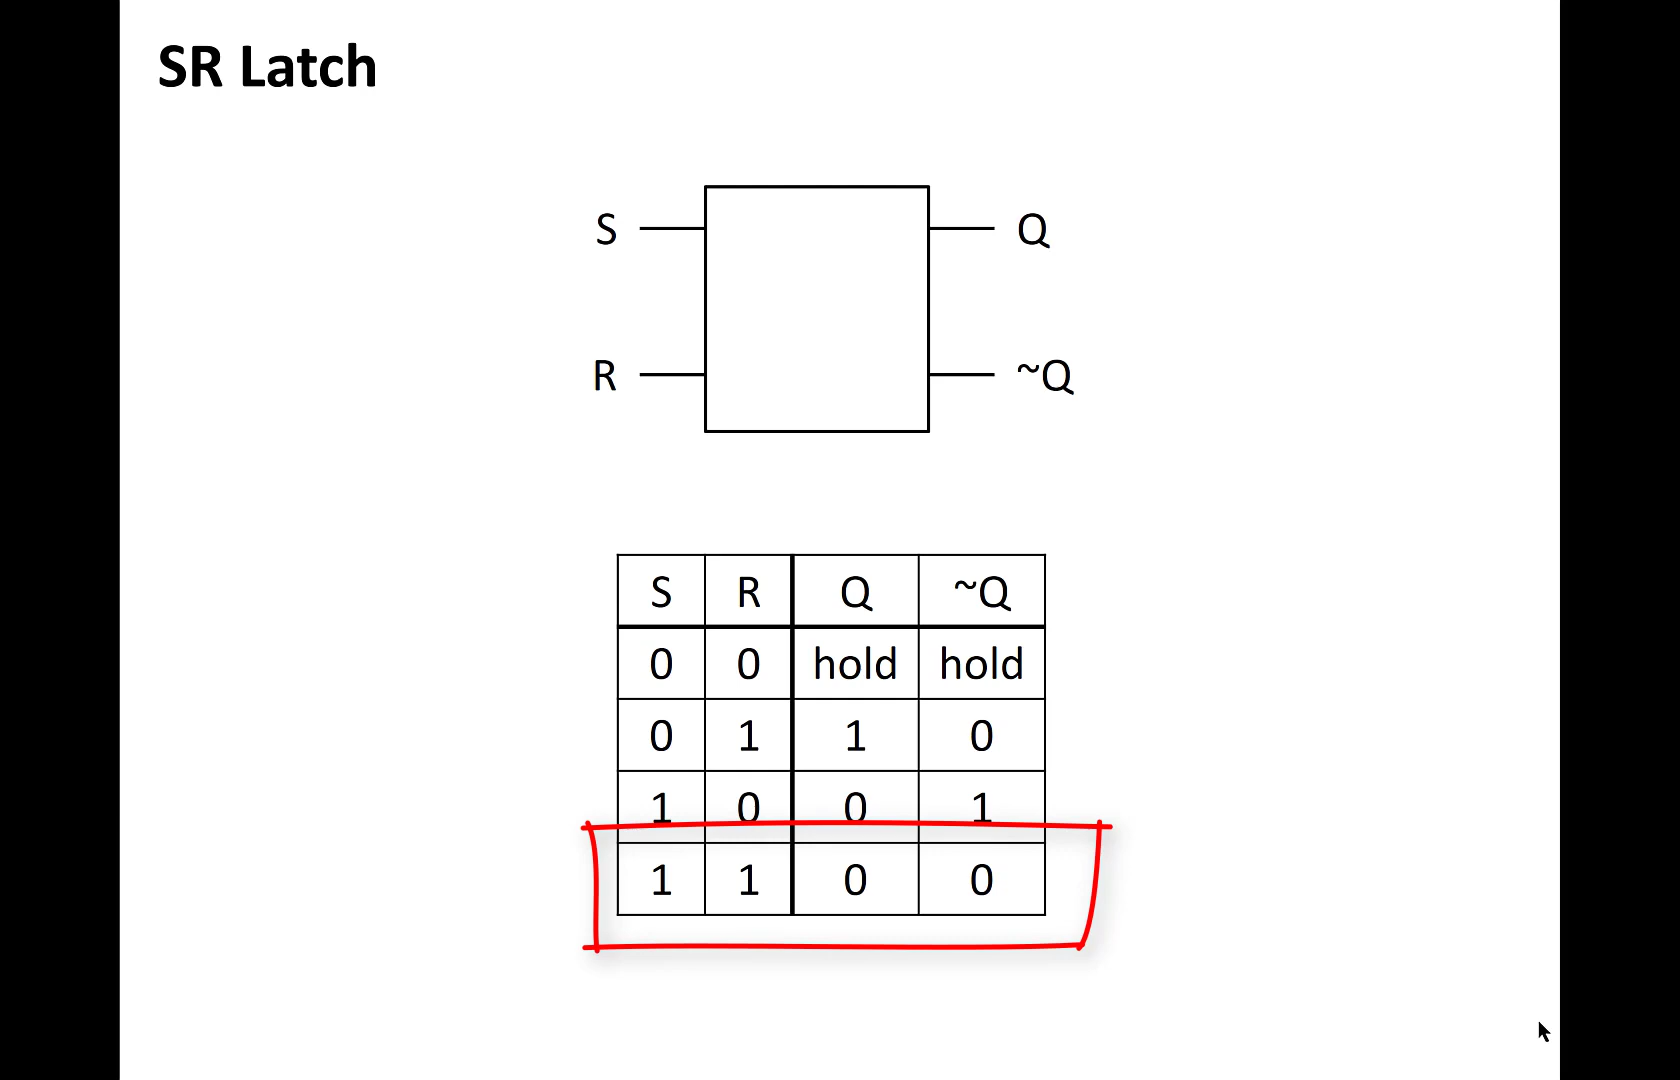 SR Latch
S Q
R ~Q
S R Q ~Q
0 0 hold hold
0 1 1 0
1 0 0 1
1 1 0 0